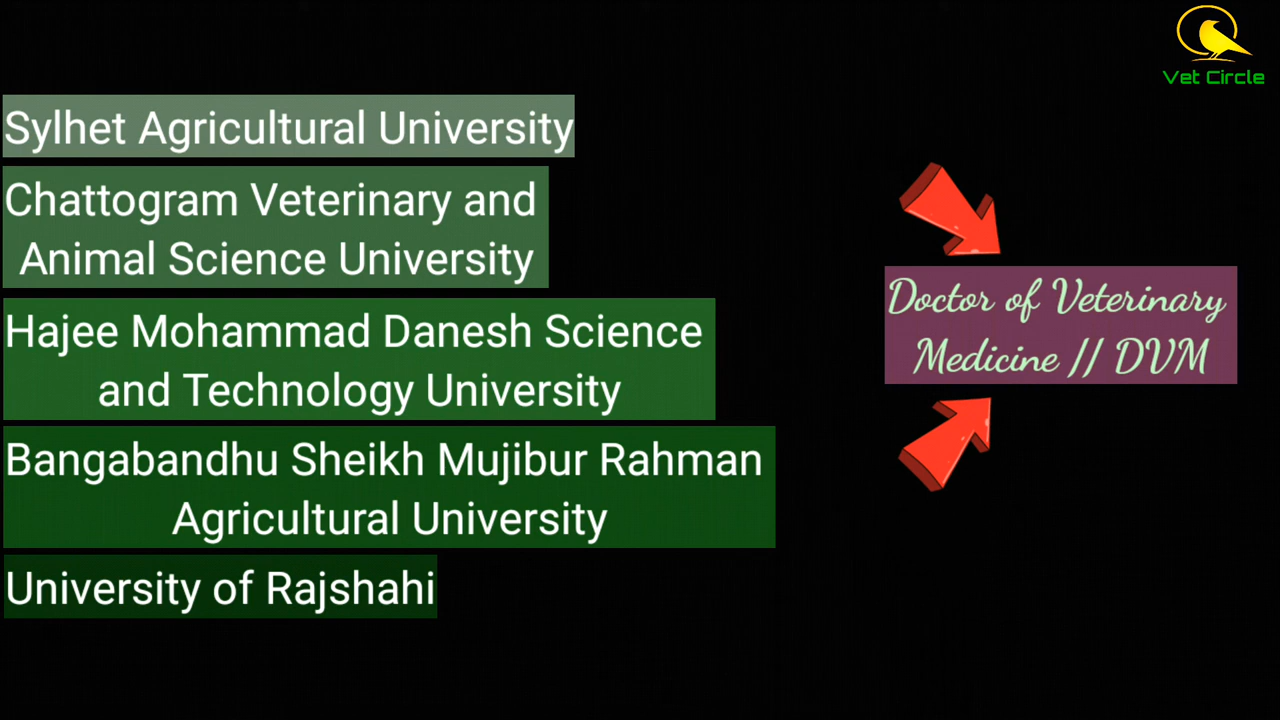 Vet Circle
Sylhet Agricultural University
Chattogram Veterinary and
Animal Science University
Hajee Mohammad Danesh Science
and Technology University
Bangabandhu Sheikh Mujibur Rahman
Agricultural University
University of Rajshahi
Doctor of Veterinary
Medicine // DVM